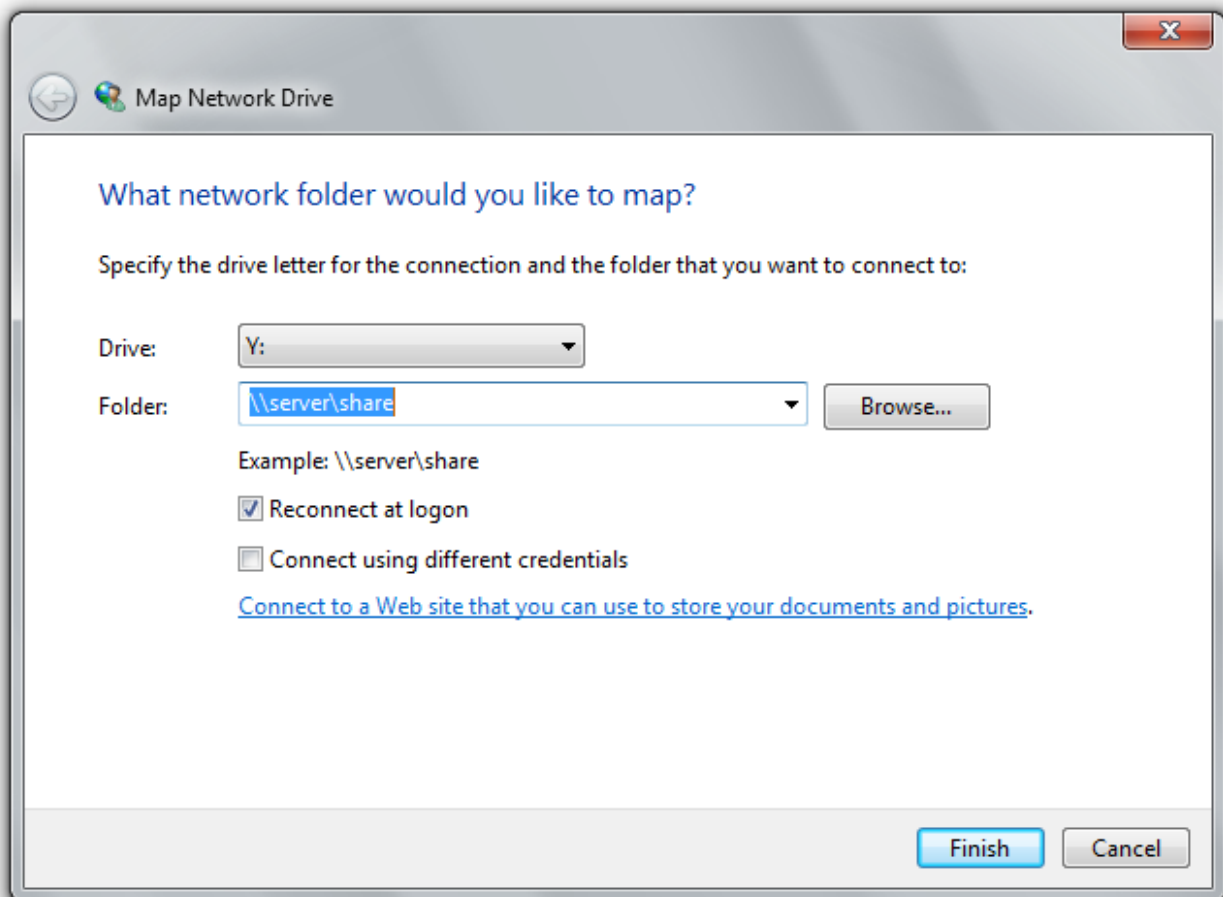 Map Network Drive
What network folder would you like to map?
Specify the drive letter for the connection and the folder that you want to connect to:
Drive: Y:
Folder: \\server\share Browse...
Example: \\server\share
Reconnect at logon
Connect using different credentials
Connect to a Web site that you can use to store your documents and pictures.
Finish Cancel